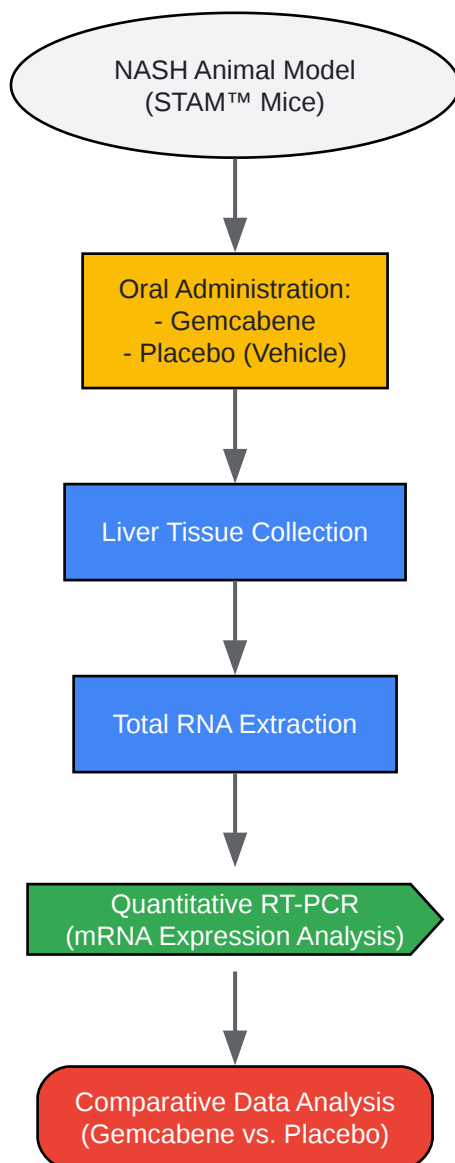 NASH Animal Model
(STAM™ Mice)
Oral Administration:
- Gemcabene
- Placebo (Vehicle)
Liver Tissue Collection
Total RNA Extraction
Quantitative RT-PCR
(mRNA Expression Analysis)
Comparative Data Analysis
(Gemcabene vs. Placebo)